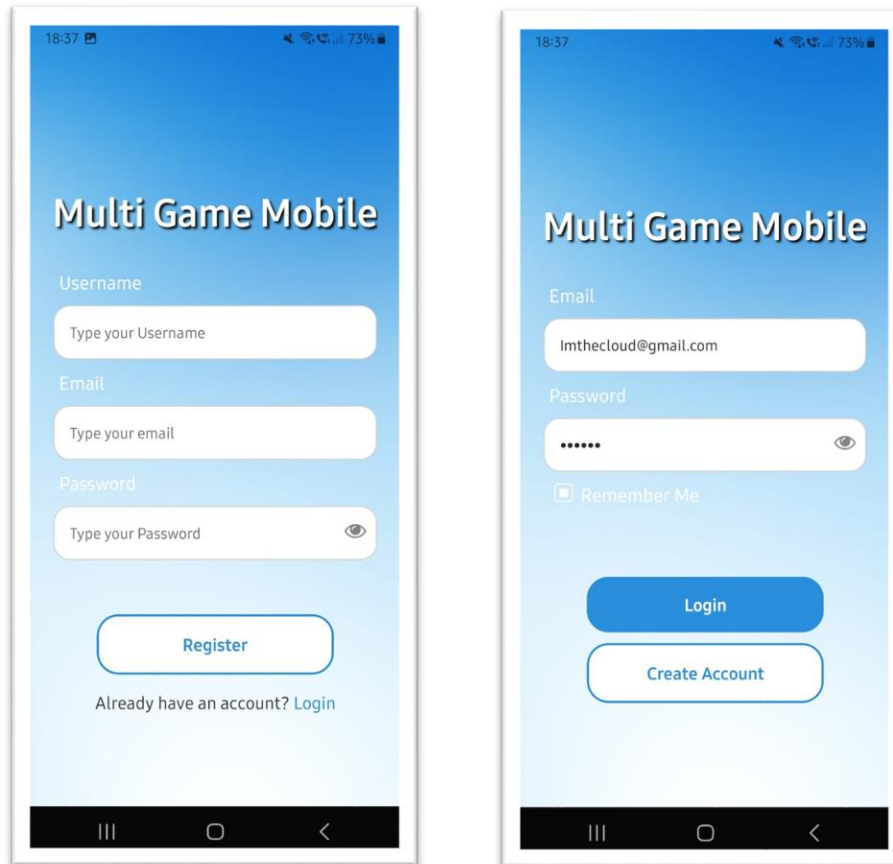 18:37
73%
Multi Game Mobile
Username
Type your Username
Email
Type your email
Password
Type your Password
Register
Already have an account? Login
18:37
73%
Multi Game Mobile
Email
Imthecloud@gmail.com
Password
••••••
Remember Me
Login
Create Account